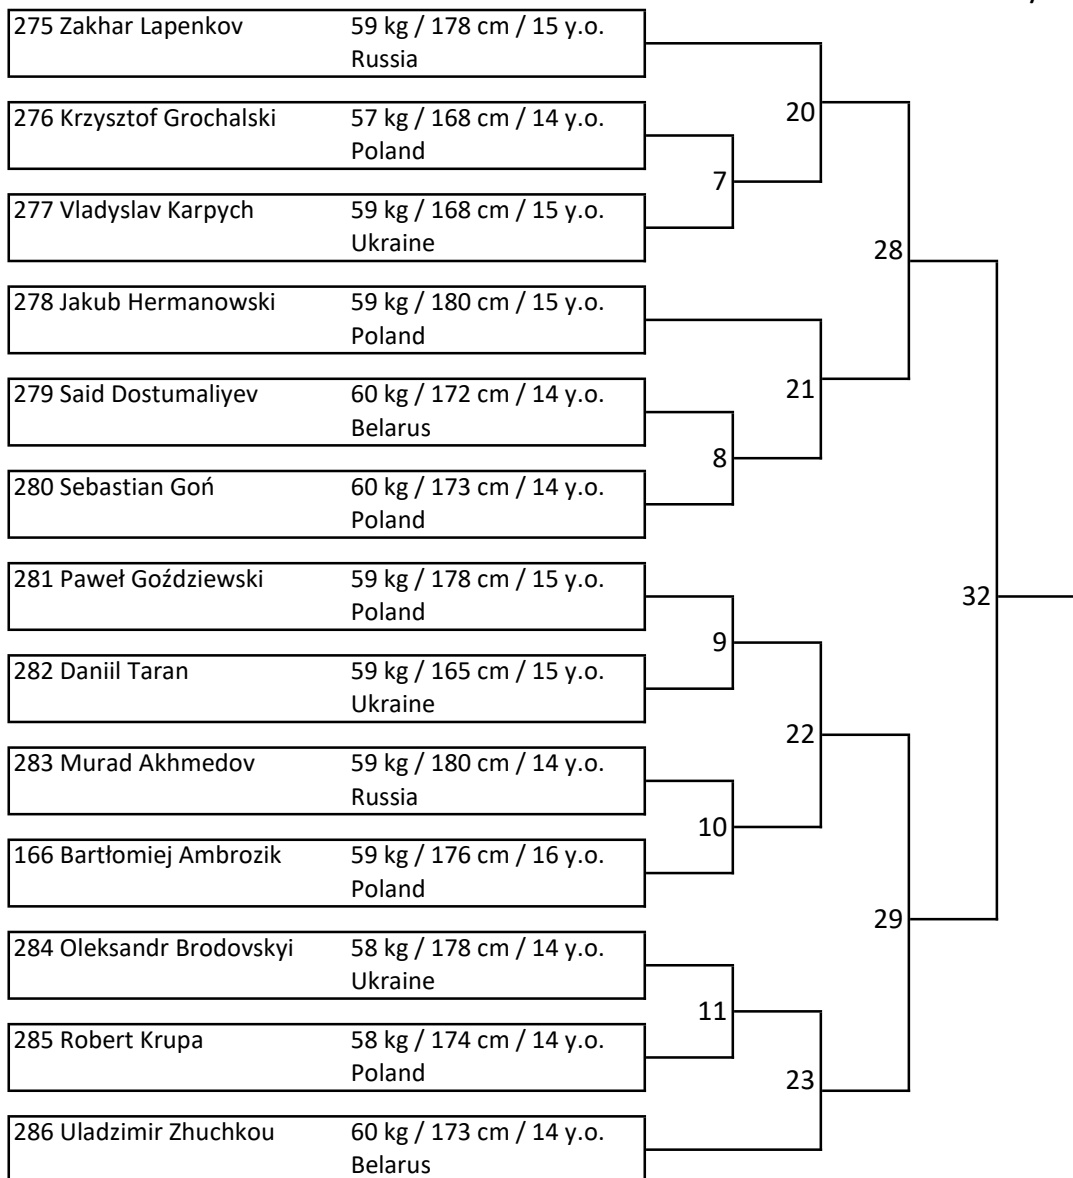 275 Zakhar Lapenkov 59 kg / 178 cm / 15 y.o.
Russia
20
276 Krzysztof Grochalski 57 kg / 168 cm / 14 y.o.
Poland
7
277 Vladyslav Karpych 59 kg / 168 cm / 15 y.o.
Ukraine
28
278 Jakub Hermanowski 59 kg / 180 cm / 15 y.o.
Poland
21
279 Said Dostumaliyev 60 kg / 172 cm / 14 y.o.
Belarus
8
280 Sebastian Goń 60 kg / 173 cm / 14 y.o.
Poland
281 Paweł Goździewski 59 kg / 178 cm / 15 y.o.
Poland
32
9
282 Daniil Taran 59 kg / 165 cm / 15 y.o.
Ukraine
22
283 Murad Akhmedov 59 kg / 180 cm / 14 y.o.
Russia
10
166 Bartłomiej Ambrozik 59 kg / 176 cm / 16 y.o.
Poland
29
284 Oleksandr Brodovskyi 58 kg / 178 cm / 14 y.o.
Ukraine
11
285 Robert Krupa 58 kg / 174 cm / 14 y.o.
Poland
23
286 Uladzimir Zhuchkou 60 kg / 173 cm / 14 y.o.
Belarus